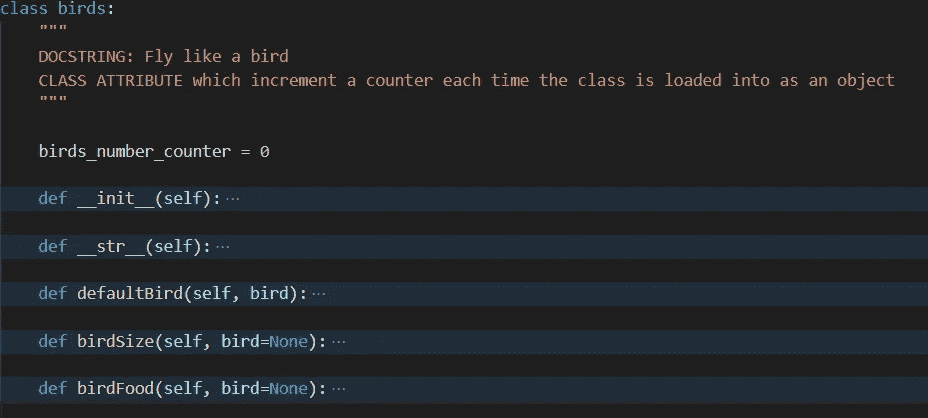 class birds:
    """
    DOCSTRING: Fly like a bird
    CLASS ATTRIBUTE which increment a counter each time the class is loaded into as an object
    """
    birds_number_counter = 0
    def __init__(self):···
    def __str__(self):···
    def defaultBird(self, bird):···
    def birdSize(self, bird=None):···
    def birdFood(self, bird=None):···